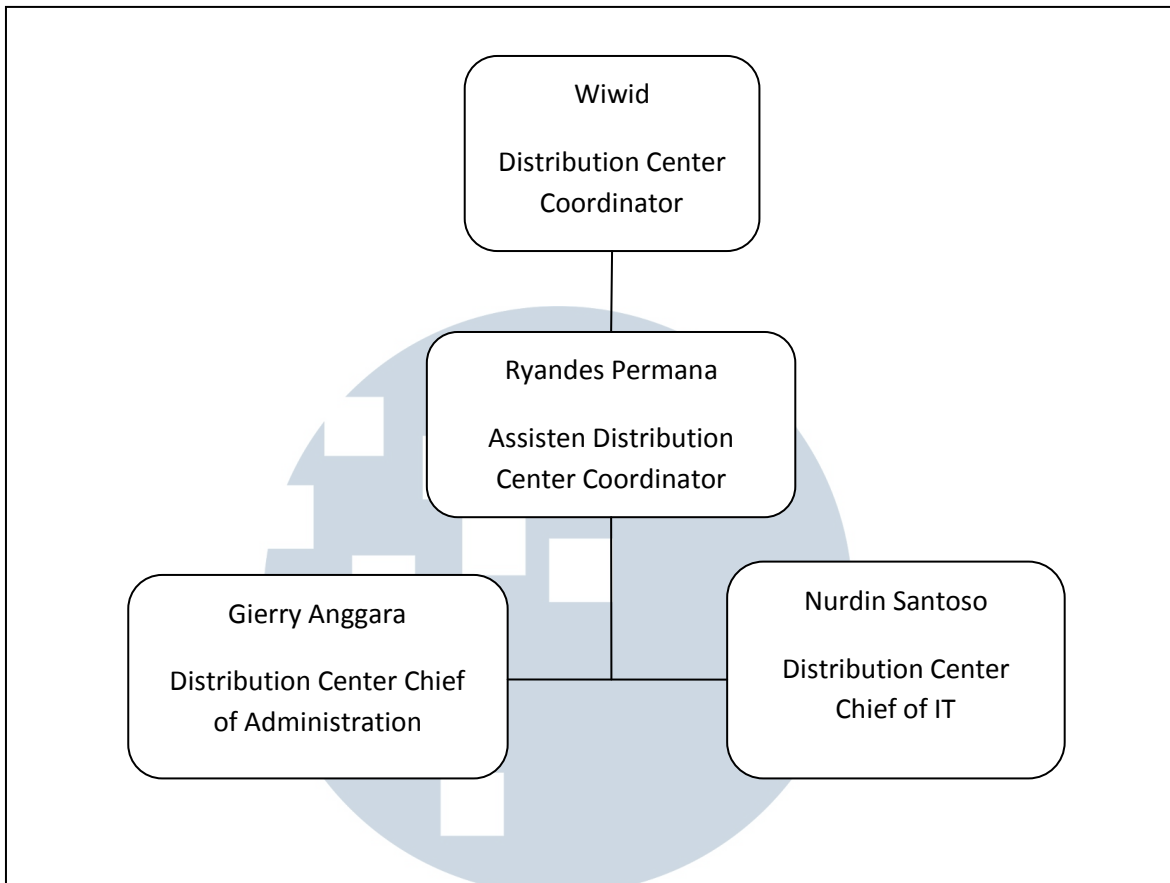 Wiwid
Distribution Center
Coordinator
Ryandes Permana
Assisten Distribution
Center Coordinator
Gierry Anggara
Distribution Center Chief
of Administration
Nurdin Santoso
Distribution Center
Chief of IT